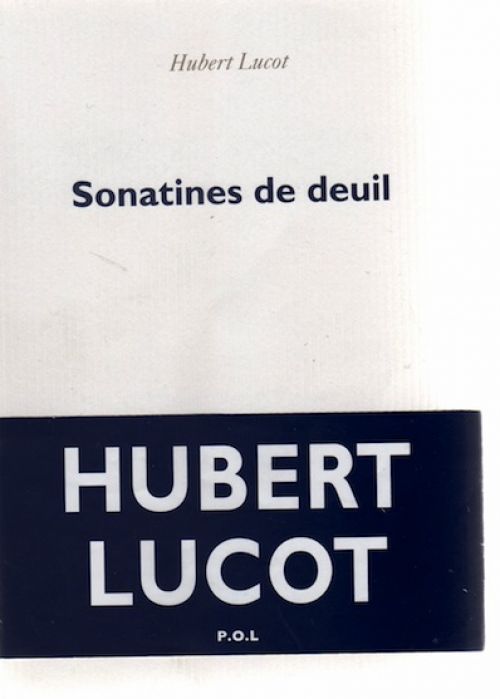 Hubert Lucot
Sonatines de deuil
HUBERT
LUCOT
P.O.L